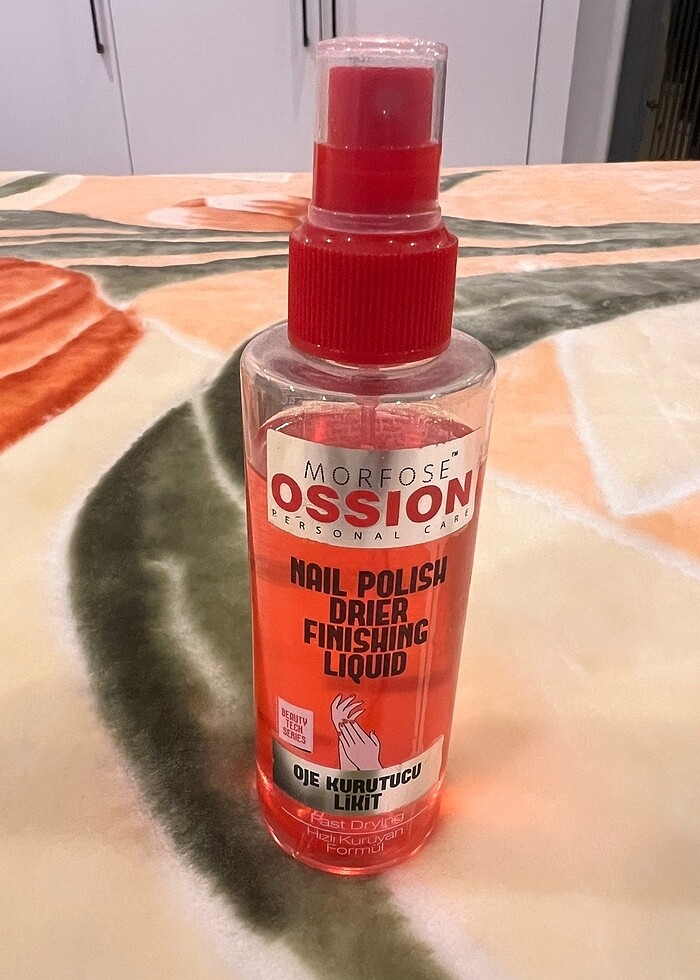 MORFOSE™
OSSION
PERSONAL CARE
NAIL POLISH
DRIER
FINISHING
LIQUID
BEAUTY
TECH
SERIES
OJE KURUTUCU
LİKİT
Fast Drying
Hızlı Kuruyan
Formül